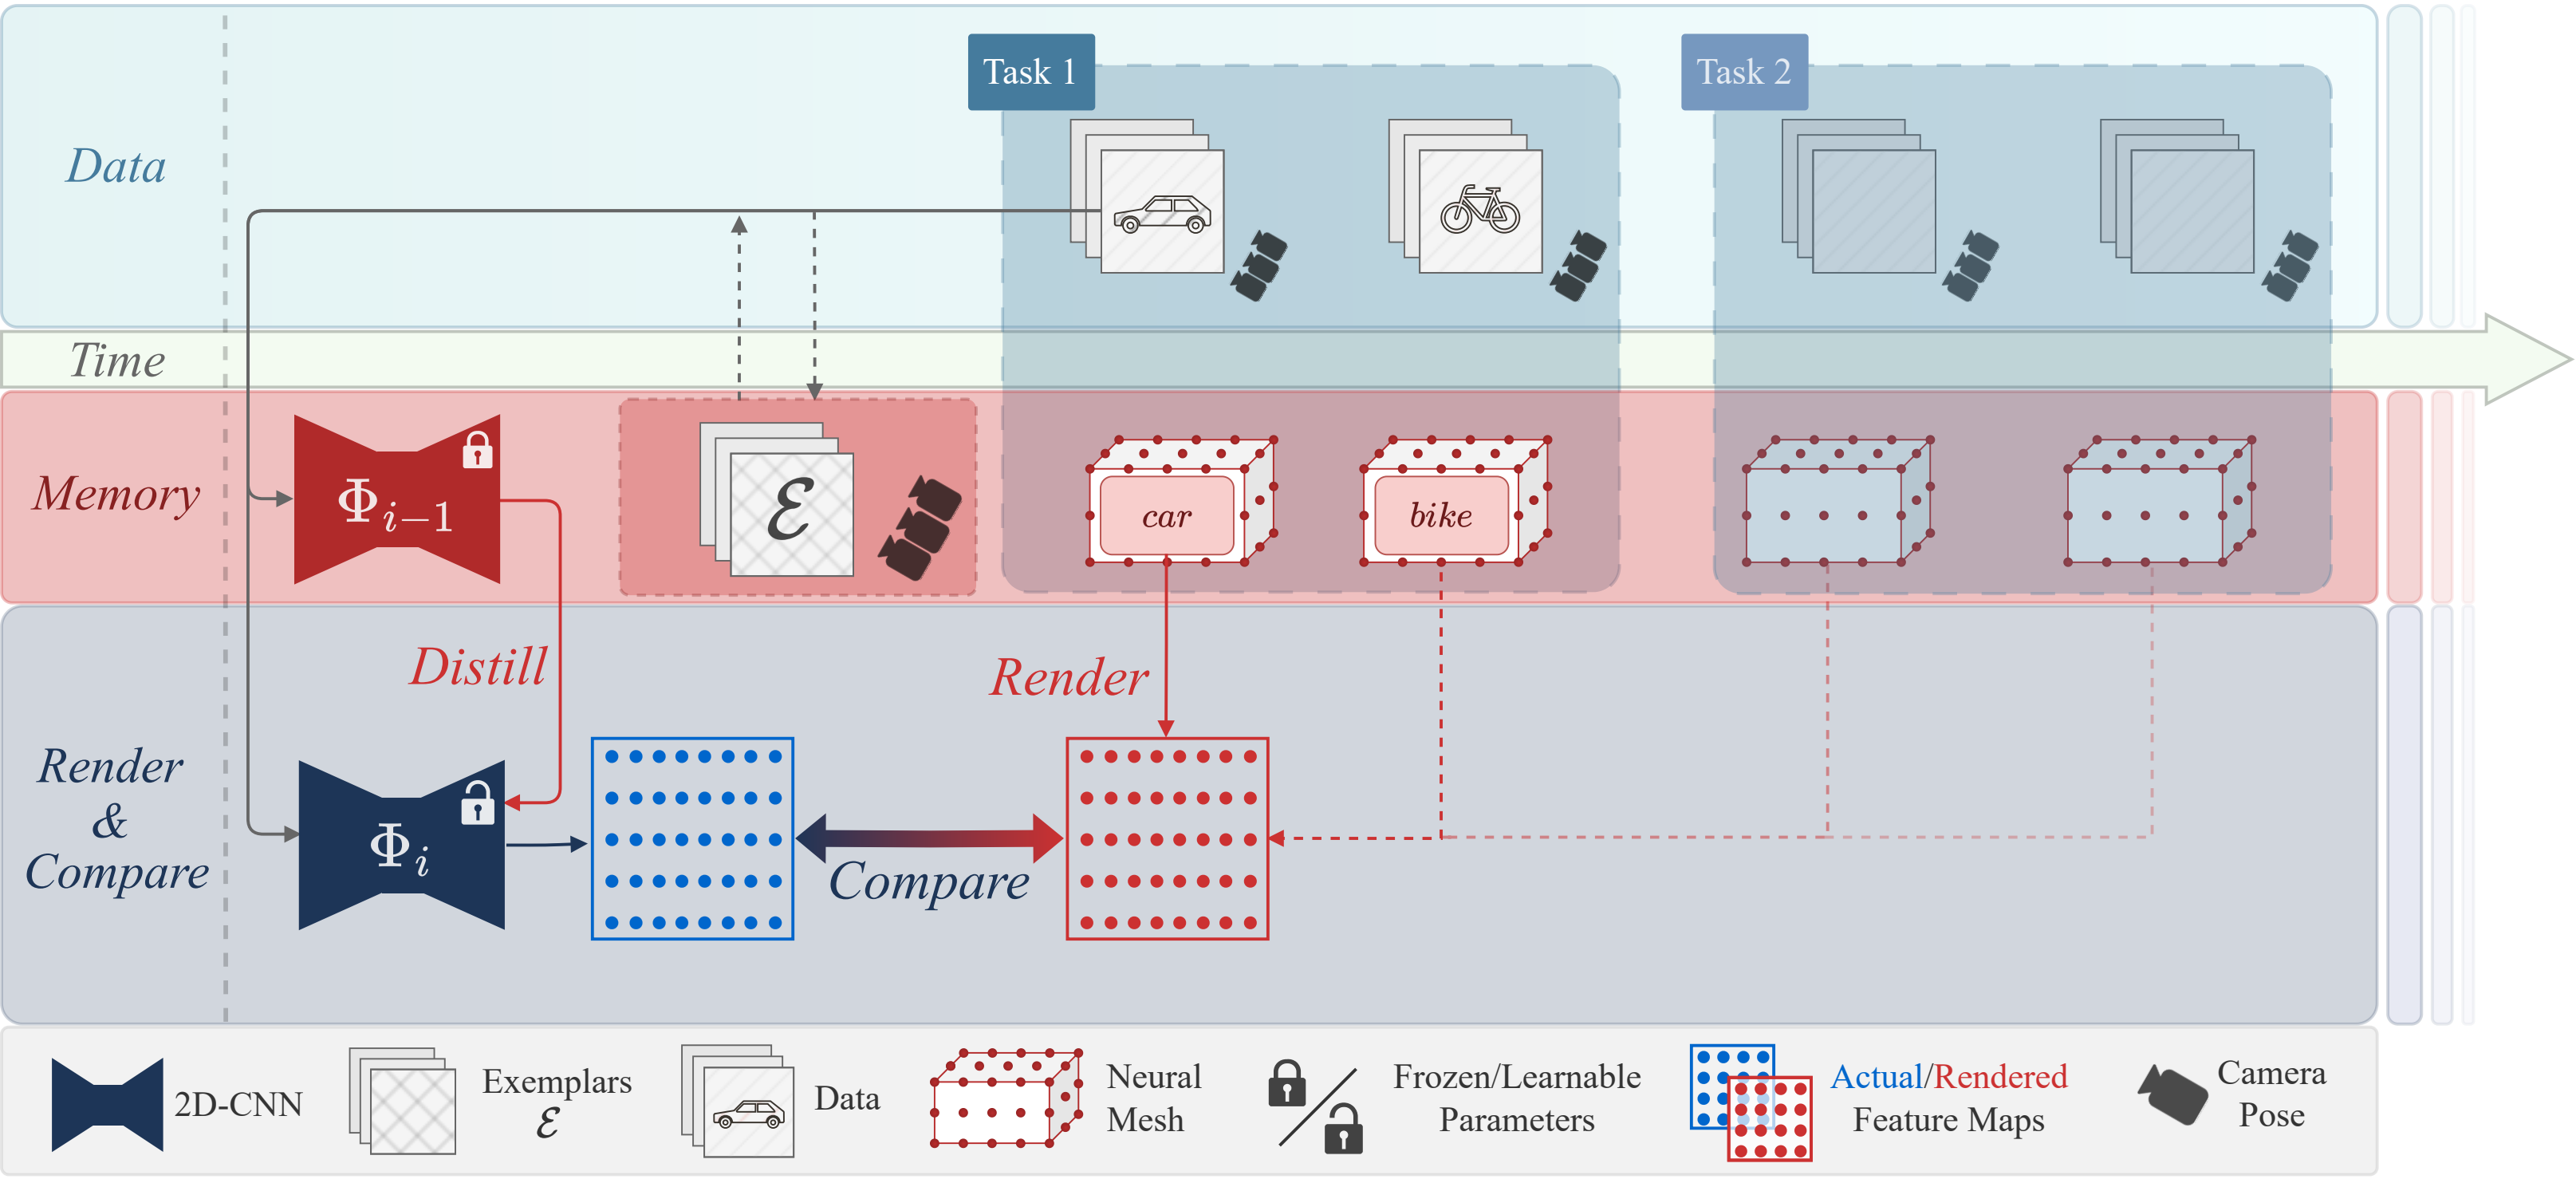 Task 1
Task 2
Data
Time
Memory
Φi−1
ℰ
car
bike
Distill
Render
Render
&
Compare
Φi
Compare
2D-CNN
Exemplars
ℰ
Data
Neural
Mesh
Frozen/Learnable
Parameters
Actual/Rendered
Feature Maps
Camera
Pose